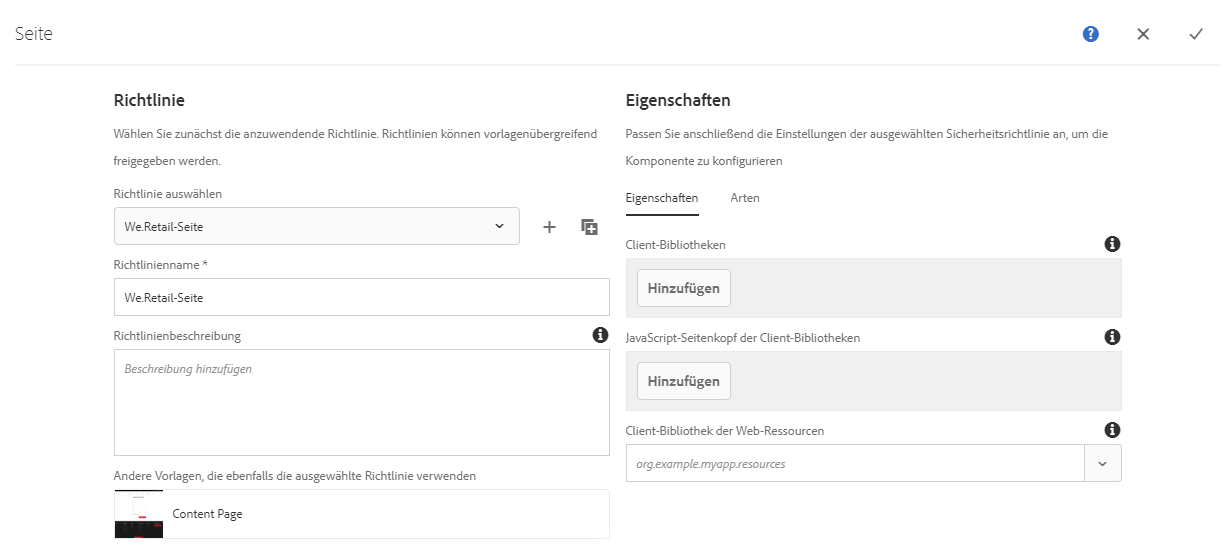 Seite
Richtlinie
Wählen Sie zunächst die anzuwendende Richtlinie. Richtlinien können vorlagenübergreifend
freigegeben werden.
Richtlinie auswählen
We.Retail-Seite
Richtlinienname *
We.Retail-Seite
Richtlinienbeschreibung
Beschreibung hinzufügen
Andere Vorlagen, die ebenfalls die ausgewählte Richtlinie verwenden
Content Page
Eigenschaften
Passen Sie anschließend die Einstellungen der ausgewählten Sicherheitsrichtlinie an, um die
Komponente zu konfigurieren
Eigenschaften Arten
Client-Bibliotheken
Hinzufügen
JavaScript-Seitenkopf der Client-Bibliotheken
Hinzufügen
Client-Bibliothek der Web-Ressourcen
org.example.myapp.resources